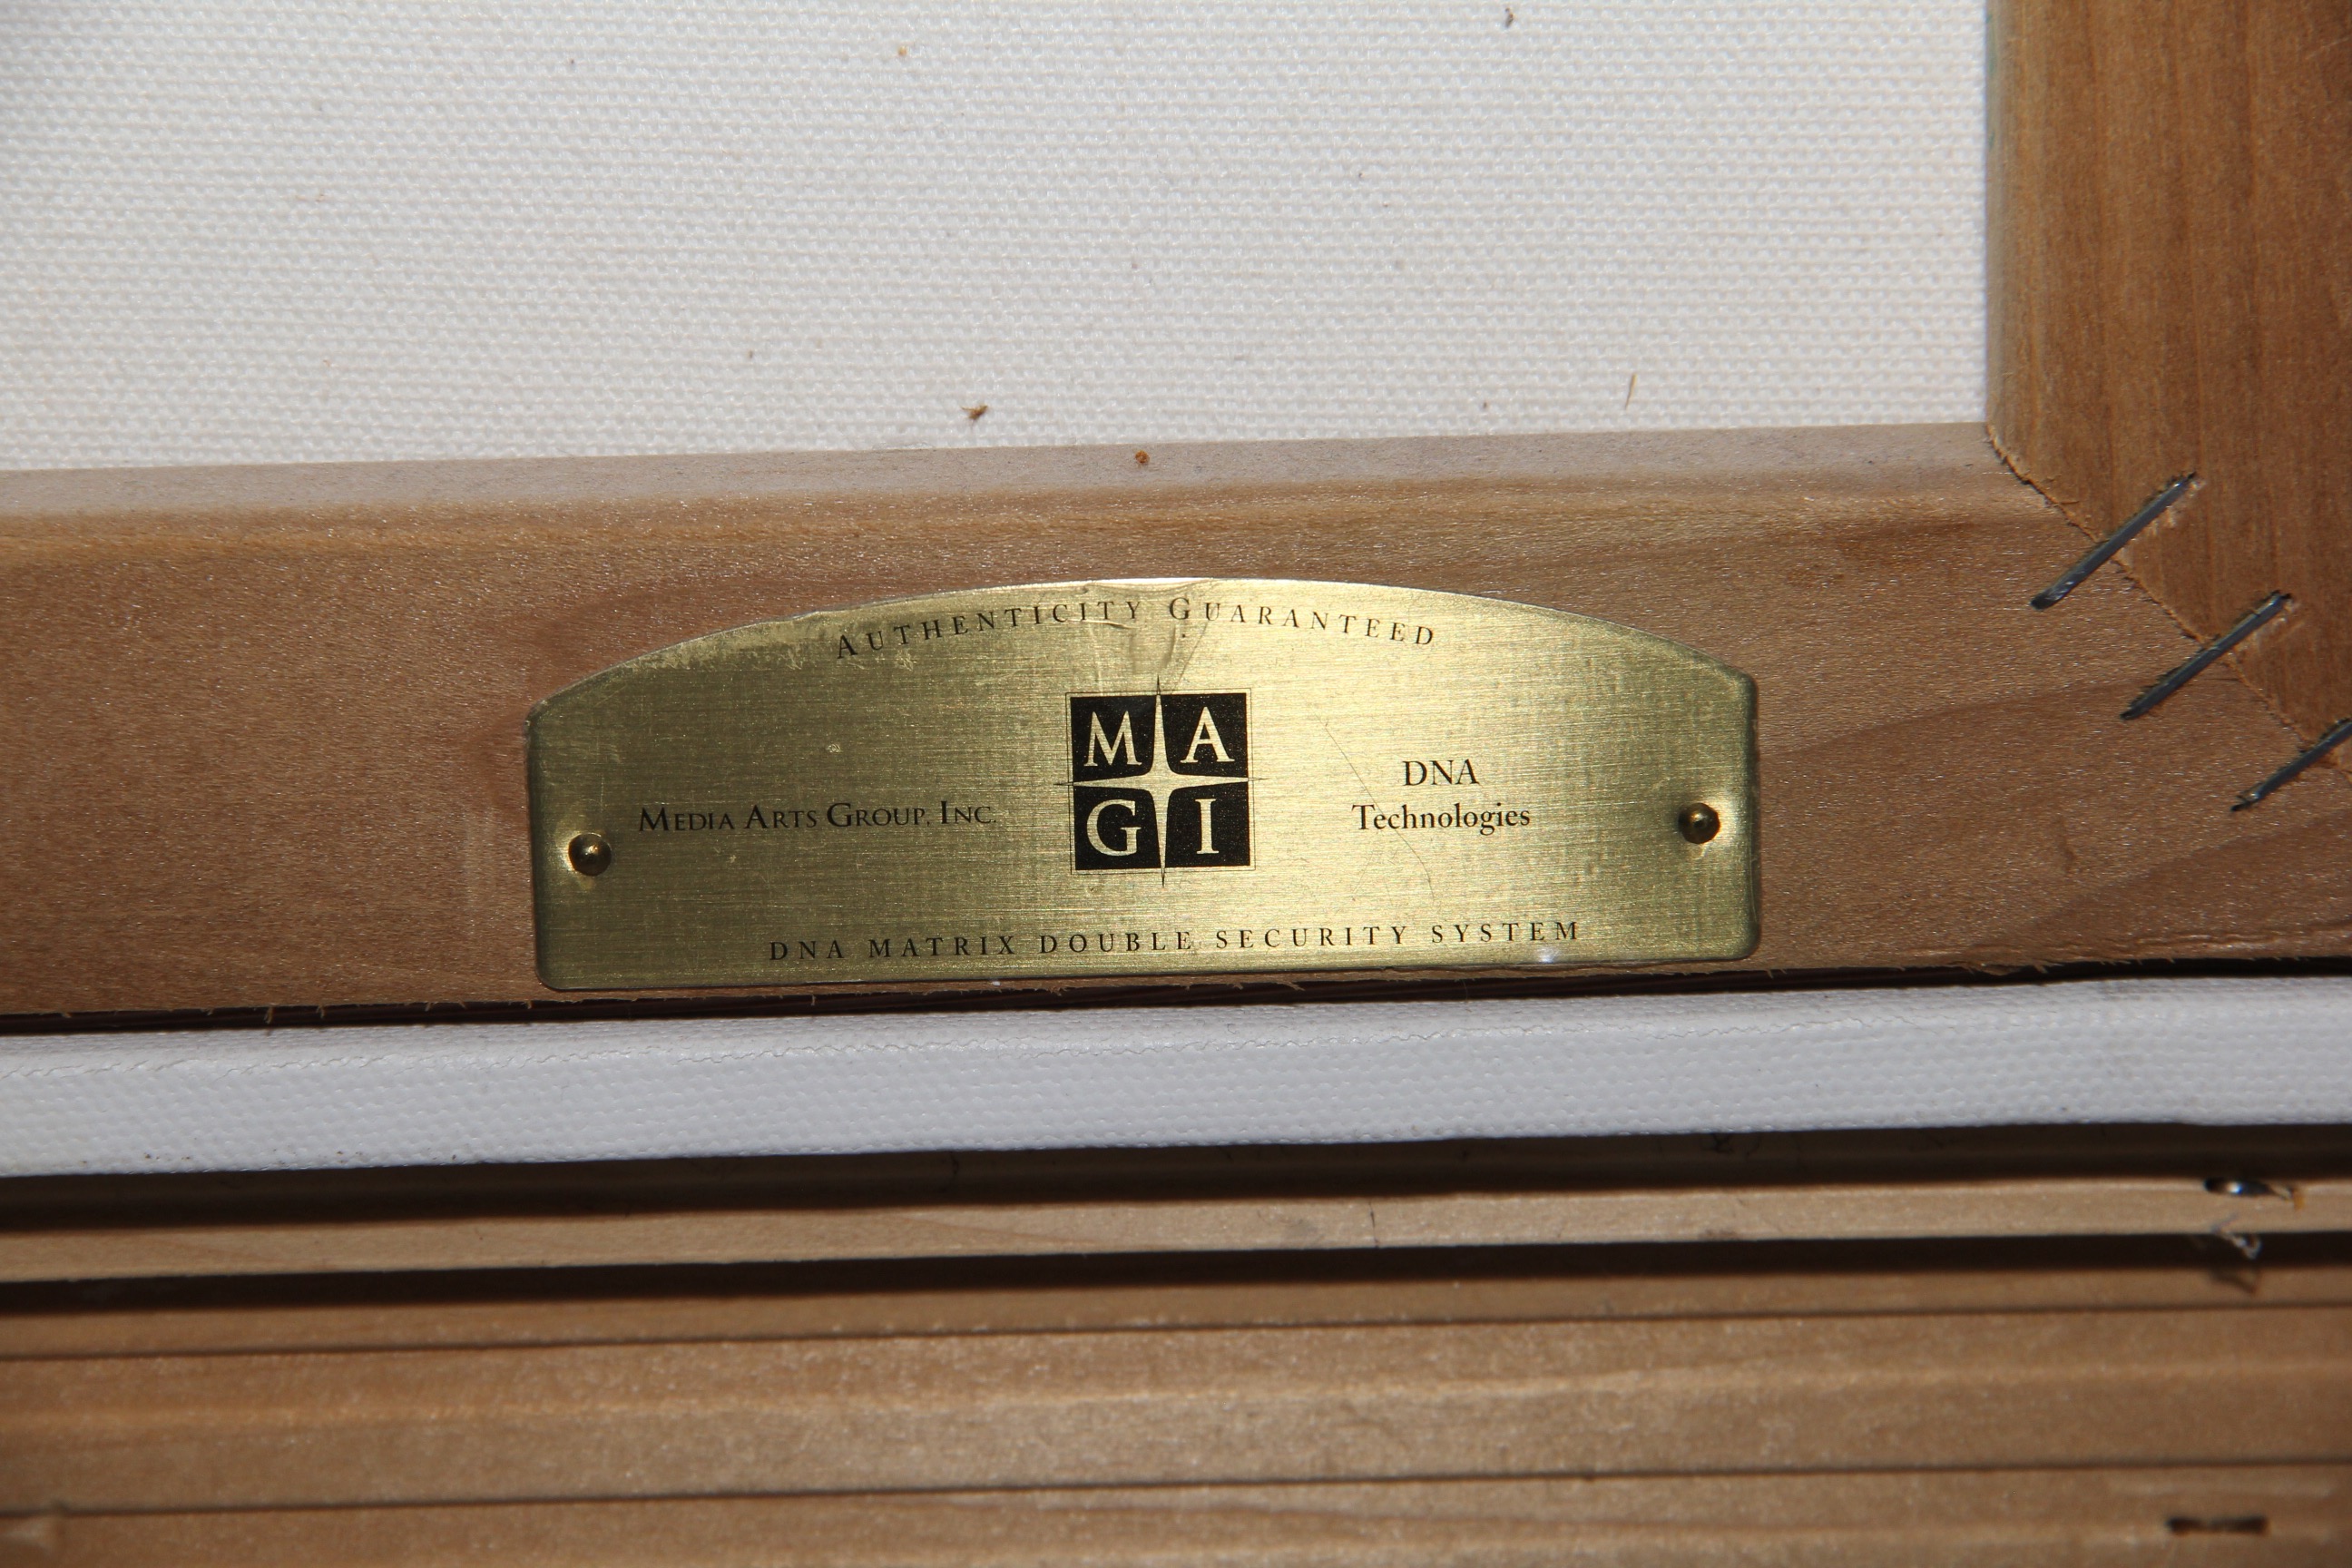 AUTHENTICITY GUARANTEED
MA
GI
MEDIA ARTS GROUP, INC.
DNA
Technologies
DNA MATRIX DOUBLE SECURITY SYSTEM